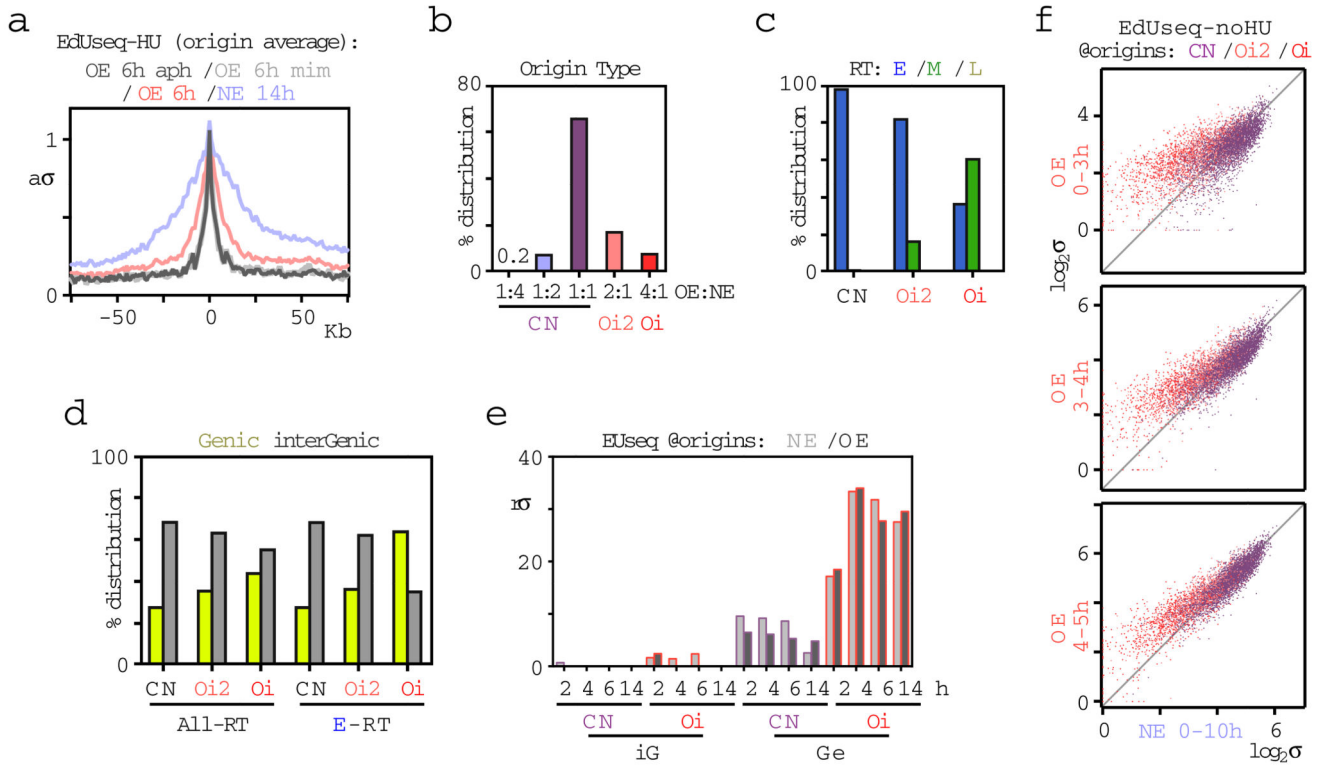 a
EdUseq-HU (origin average):
OE 6h aph /OE 6h mim
/ OE 6h /NE 14h
1
aσ
0
-50 0 50
Kb
b
Origin Type
80
% distribution
0.2
0
1:4 1:2 1:1 2:1 4:1 OE:NE
CN Oi2 Oi
c
RT: E /M /L
100
% distribution
0
CN Oi2 Oi
d
Genic interGenic
100
% distribution
0
CN Oi2 Oi CN Oi2 Oi
All-RT E-RT
e
EUseq @origins: NE /OE
40
rσ
20
0
2 4 6 14 2 4 6 14 2 4 6 14 2 4 6 14 h
CN Oi CN Oi
iG Ge
f
EdUseq-noHU
@origins: CN /Oi2 /Oi
4
OE
0-3h
0
log2σ
6
OE
3-4h
0
6
OE
4-5h
0
0 NE 0-10h 6
log2σ